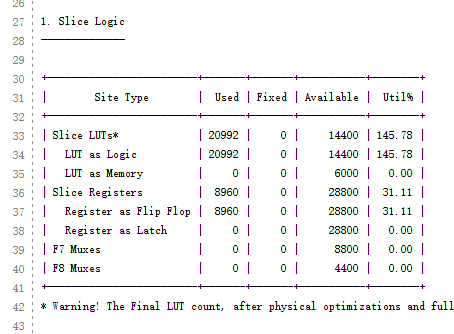 26
27 1. Slice Logic
28 --------------
29
30 +----------------------------+-------+-------+-----------+--------+
31 |          Site Type         |  Used | Fixed | Available |  Util% |
32 +----------------------------+-------+-------+-----------+--------+
33 | Slice LUTs*                | 20992 |     0 |     14400 | 145.78 |
34 |   LUT as Logic             | 20992 |     0 |     14400 | 145.78 |
35 |   LUT as Memory            |     0 |     0 |      6000 |   0.00 |
36 | Slice Registers            |  8960 |     0 |     28800 |  31.11 |
37 |   Register as Flip Flop    |  8960 |     0 |     28800 |  31.11 |
38 |   Register as Latch        |     0 |     0 |     28800 |   0.00 |
39 | F7 Muxes                   |     0 |     0 |      8800 |   0.00 |
40 | F8 Muxes                   |     0 |     0 |      4400 |   0.00 |
41 +----------------------------+-------+-------+-----------+--------+
42 * Warning! The Final LUT count, after physical optimizations and full
43